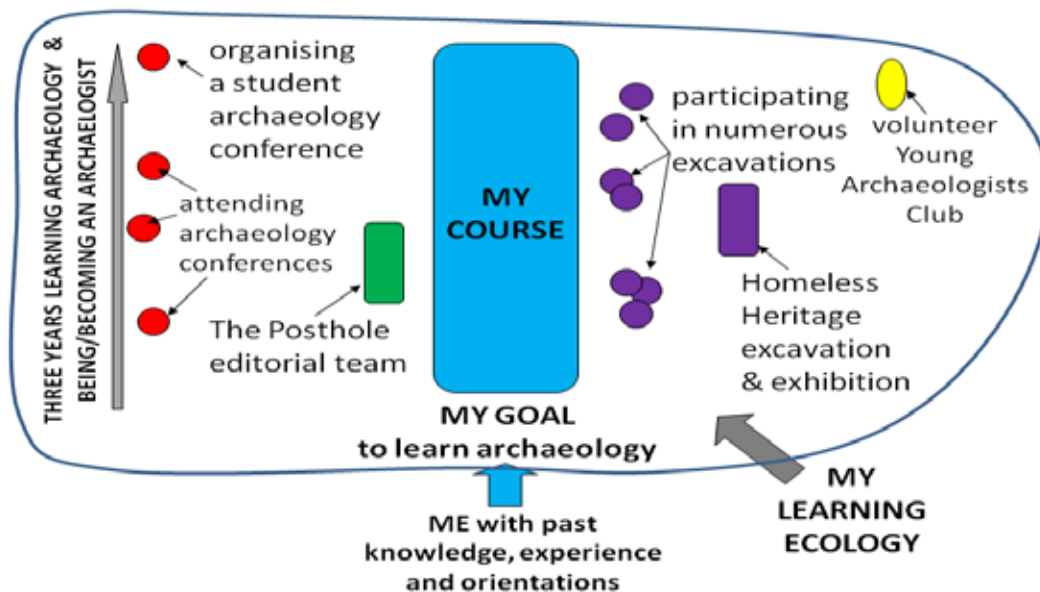 THREE YEARS LEARNING ARCHAEOLOGY &
BEING/BECOMING AN ARCHAELOGIST
organising
a student
archaeology
conference
attending
archaeology
conferences
The Posthole
editorial team
MY
COURSE
MY GOAL
to learn archaeology
participating
in numerous
excavations
volunteer
Young
Archaeologists
Club
Homeless
Heritage
excavation
& exhibition
ME with past
knowledge, experience
and orientations
MY
LEARNING
ECOLOGY